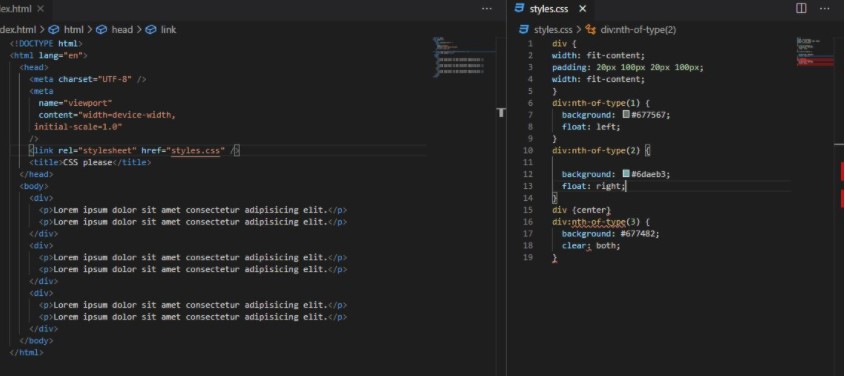 dex.html ×
dex.html > html > head > link
<!DOCTYPE html>
<html lang="en">
<head>
<meta charset="UTF-8" />
<meta
name="viewport"
content="width=device-width,
initial-scale=1.0"
/>
<link rel="stylesheet" href="styles.css" />
<title>CSS please</title>
</head>
<body>
<div>
<p>Lorem ipsum dolor sit amet consectetur adipisicing elit.</p>
<p>Lorem ipsum dolor sit amet consectetur adipisicing elit.</p>
</div>
<div>
<p>Lorem ipsum dolor sit amet consectetur adipisicing elit.</p>
<p>Lorem ipsum dolor sit amet consectetur adipisicing elit.</p>
</div>
<div>
<p>Lorem ipsum dolor sit amet consectetur adipisicing elit.</p>
<p>Lorem ipsum dolor sit amet consectetur adipisicing elit.</p>
</div>
</body>
</html>
styles.css ×
styles.css > div:nth-of-type(2)
1 div {
2 width: fit-content;
3 padding: 20px 100px 20px 100px;
4 width: fit-content;
5 }
6 div:nth-of-type(1) {
7 background: #677567;
8 float: left;
9 }
10 div:nth-of-type(2) {
11
12 background: #6daeb3;
13 float: right;
14 }
15 div {center}
16 div:nth-of-type(3) {
17 background: #677482;
18 clear: both;
19 }